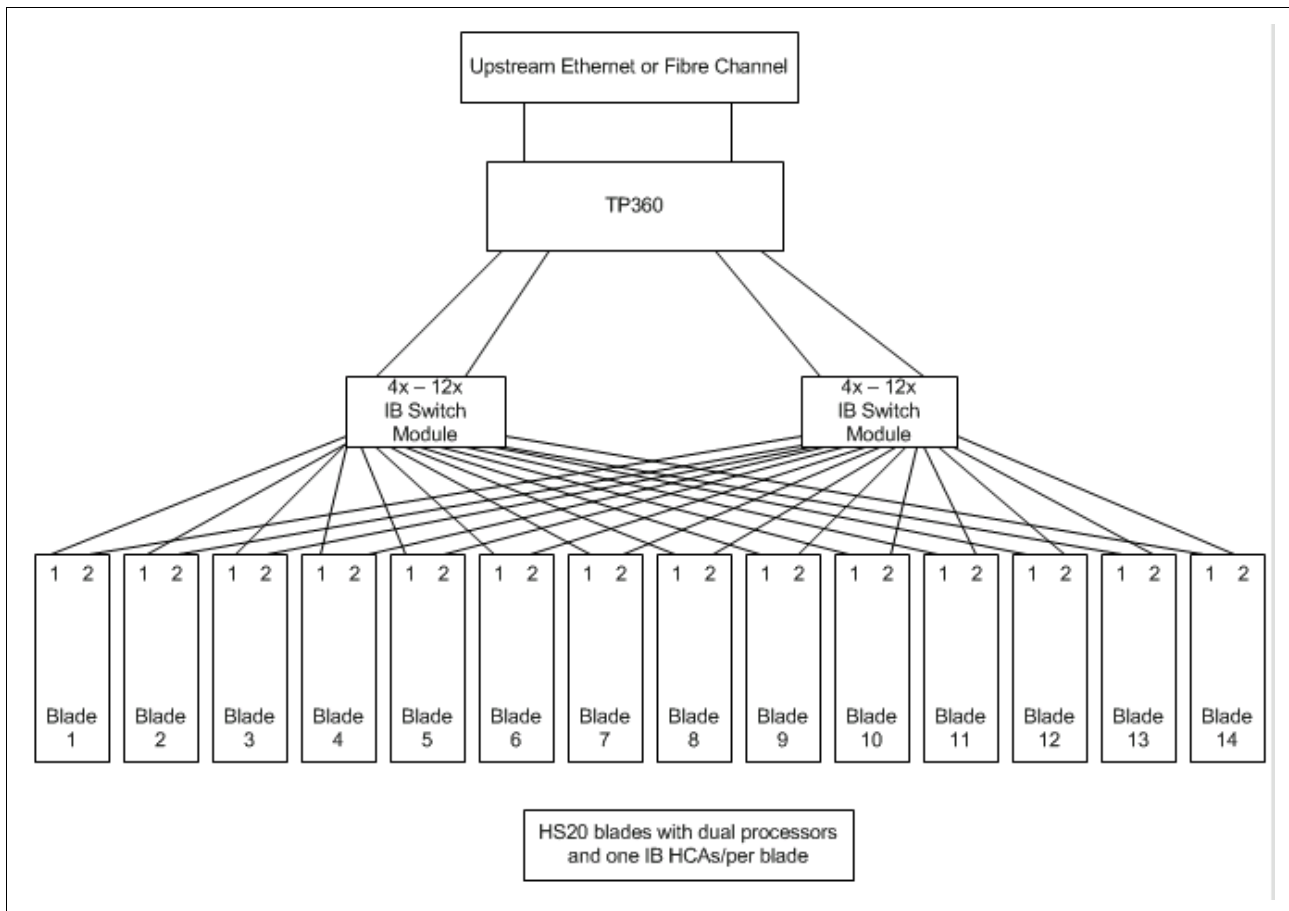 Upstream Ethernet or Fibre Channel
TP360
4x – 12x
IB Switch
Module
4x – 12x
IB Switch
Module
1 2
1 2
1 2
1 2
1 2
1 2
1 2
1 2
1 2
1 2
1 2
1 2
1 2
1 2
Blade
1
Blade
2
Blade
3
Blade
4
Blade
5
Blade
6
Blade
7
Blade
8
Blade
9
Blade
10
Blade
11
Blade
12
Blade
13
Blade
14
HS20 blades with dual processors
and one IB HCAs/per blade